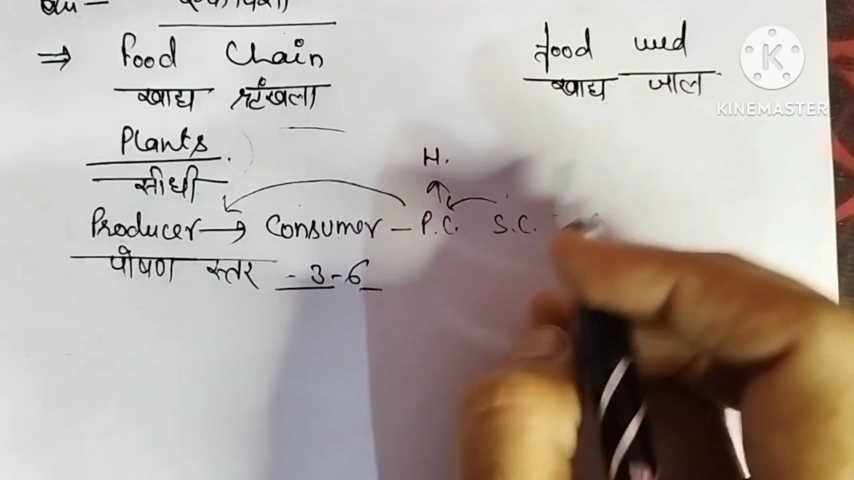 ⇒ Food Chain
खाद्य श्रृंखला
Food wed
खाद्य जाल
KINEMASTER
Plants
सीधी
H.
Producer → Consumer – P.C. S.C.
पोषण स्तर - 3-6